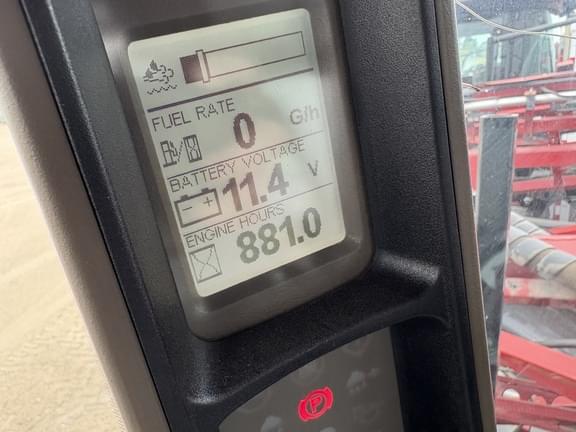 FUEL RATE
0 G/h
BATTERY VOLTAGE
- + 11.4 V
ENGINE HOURS
881.0
P